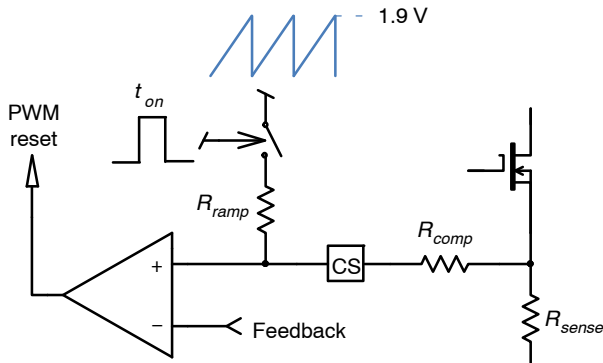 1.9 V
t on
PWM
reset
R ramp
R comp
+
CS
−
Feedback
R sense